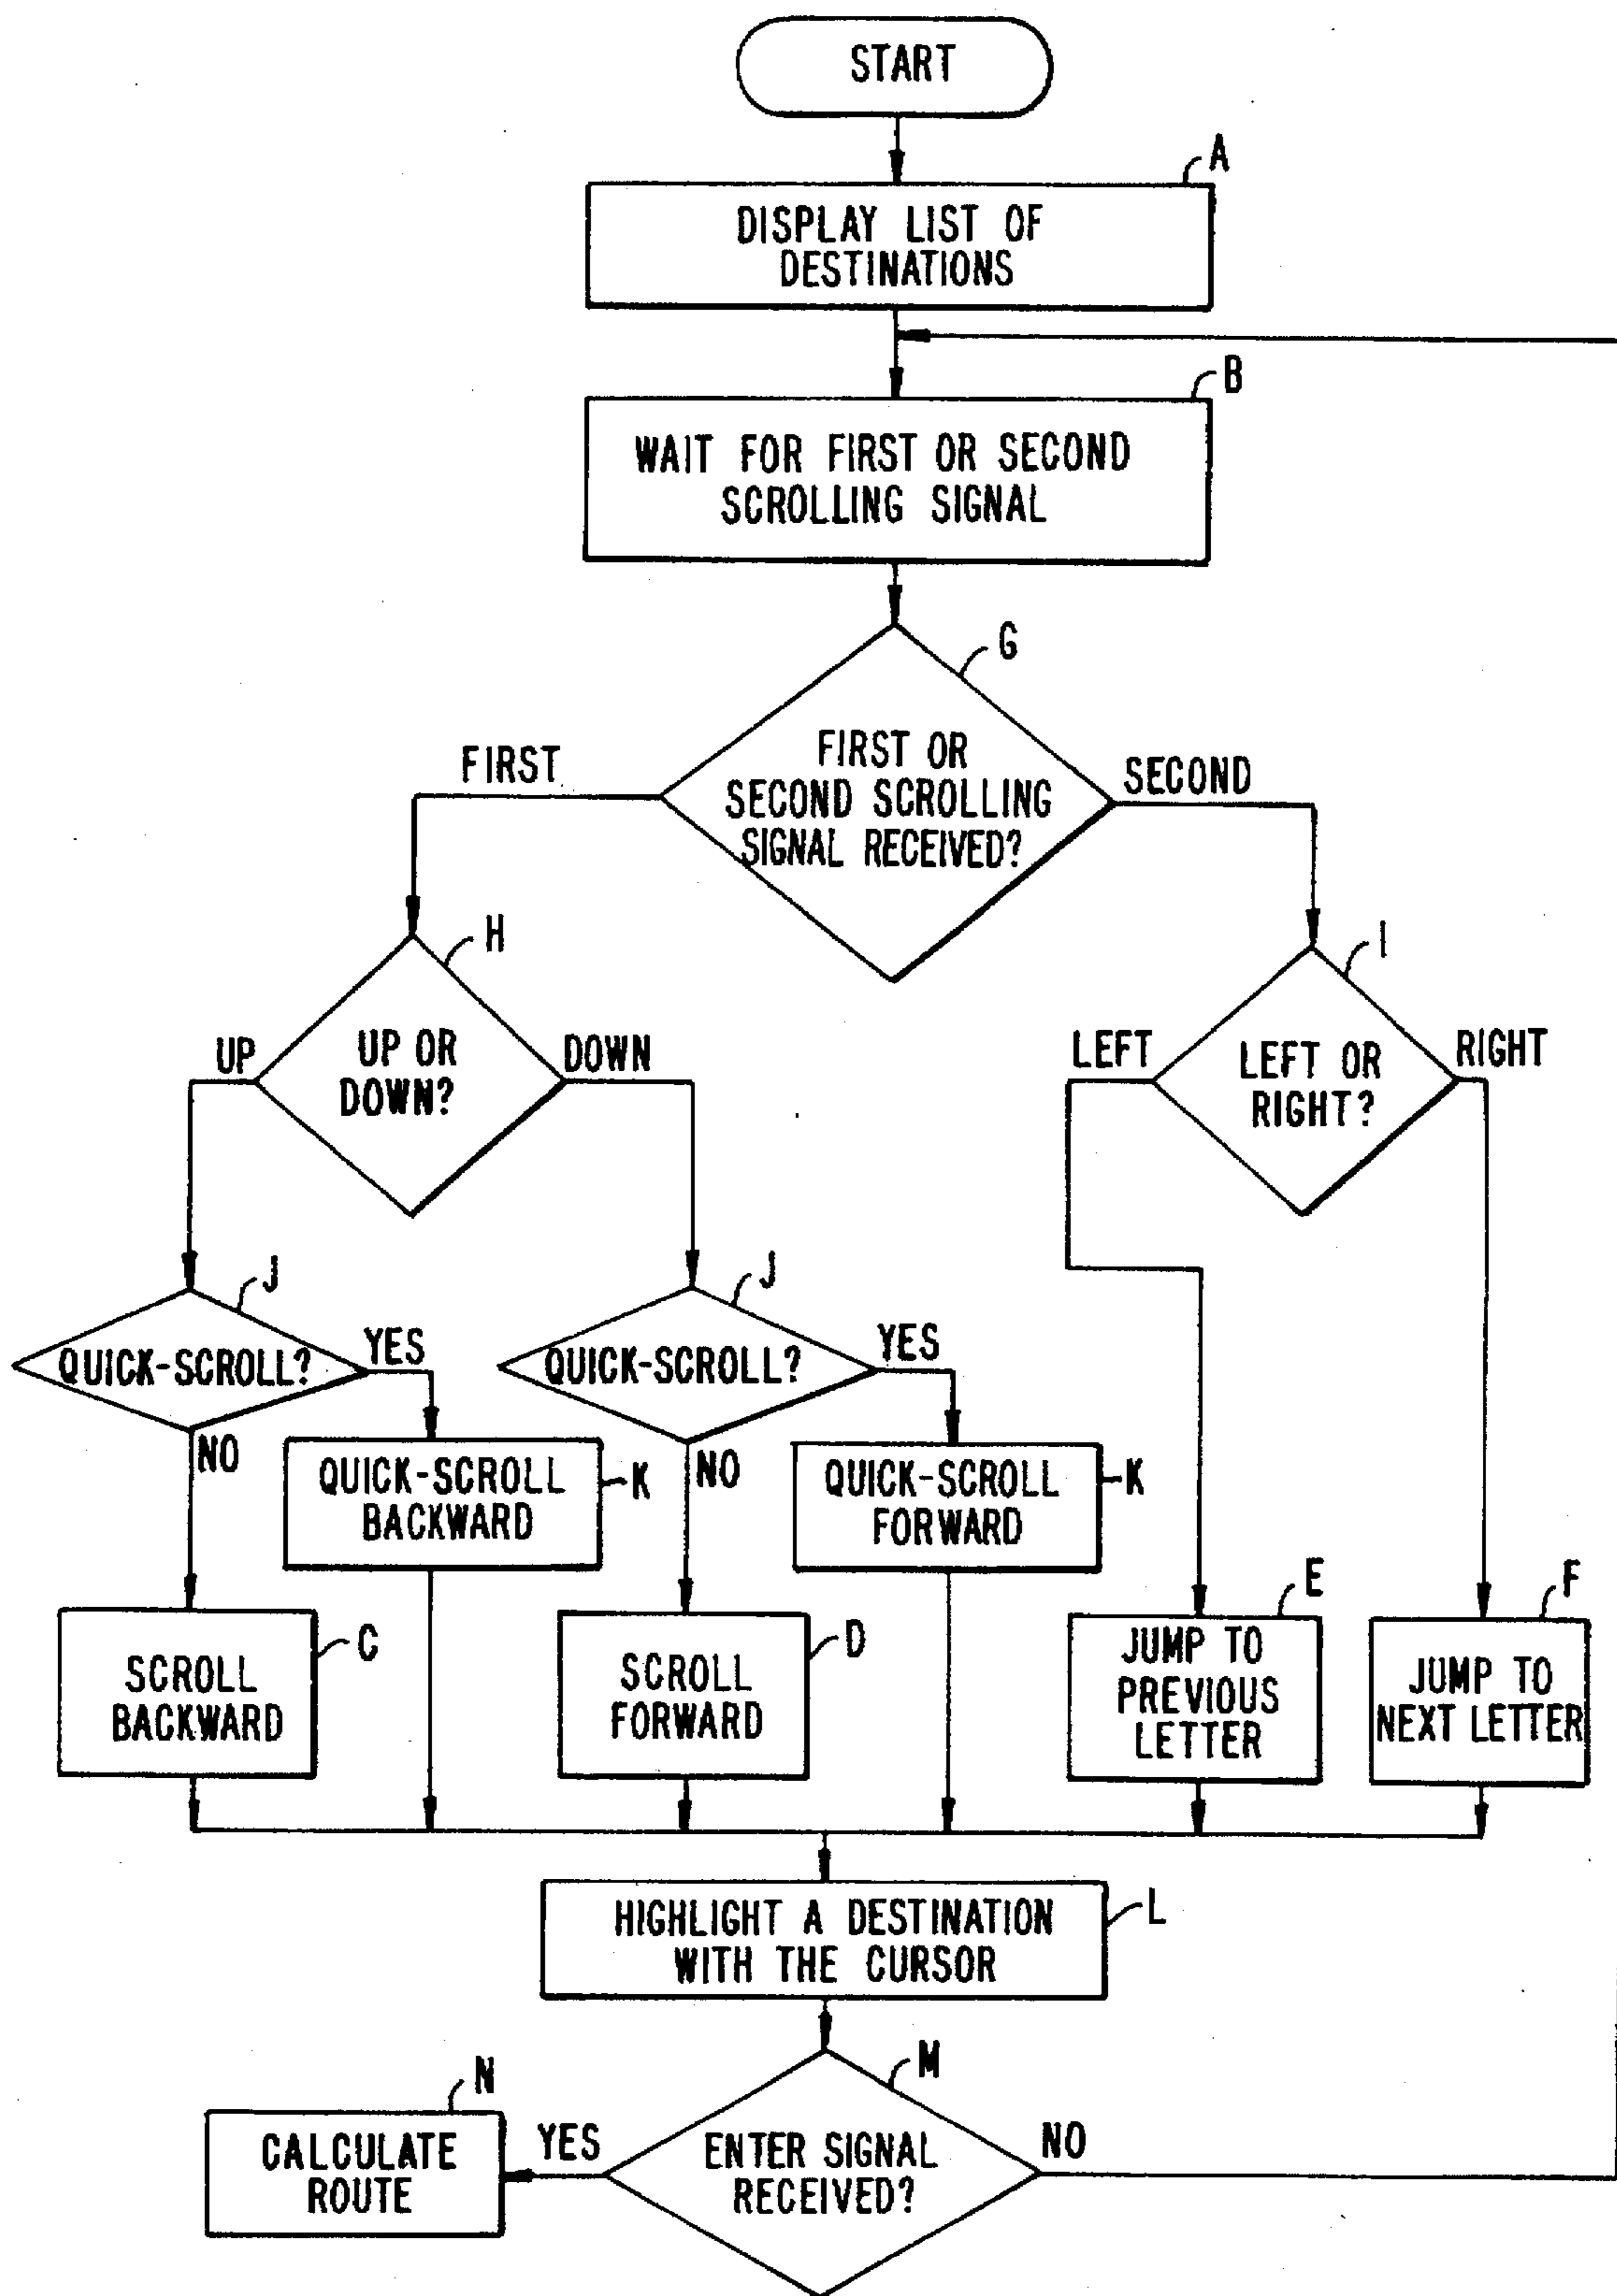 START
A
DISPLAY LIST OF
DESTINATIONS
B
WAIT FOR FIRST OR SECOND
SCROLLING SIGNAL
G
FIRST OR
SECOND SCROLLING
SIGNAL RECEIVED?
FIRST
SECOND
H
I
UP OR
DOWN?
UP
DOWN
LEFT OR
RIGHT?
LEFT
RIGHT
J
QUICK-SCROLL?
YES
NO
J
QUICK-SCROLL?
YES
NO
QUICK-SCROLL
BACKWARD
K
QUICK-SCROLL
FORWARD
K
C
SCROLL
BACKWARD
D
SCROLL
FORWARD
E
JUMP TO
PREVIOUS
LETTER
F
JUMP TO
NEXT LETTER
L
HIGHLIGHT A DESTINATION
WITH THE CURSOR
M
ENTER SIGNAL
RECEIVED?
YES
NO
N
CALCULATE
ROUTE